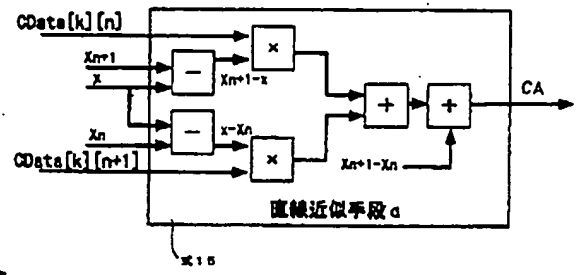 CData[k][n]
Xn+1
x
Xn+1-x
×
−
+
+
CA
−
x-Xn
Xn
CData[k][n+1]
×
Xn+1-Xn
直線近似手段d
式15